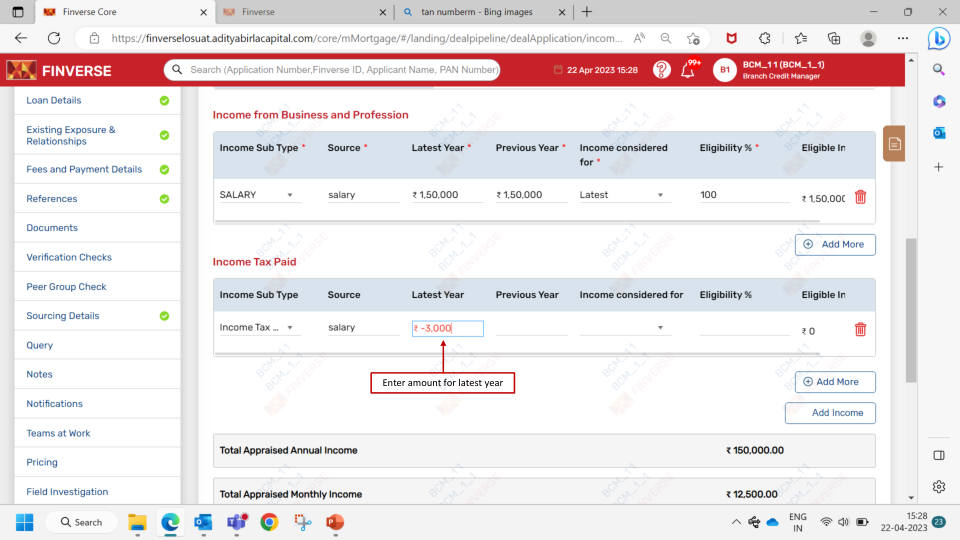 Finverse Core
Finverse
tan numberm - Bing images
https://finverselosuat.adityabirlacapital.com/core/mMortgage/#/landing/dealpipeline/dealApplication/incom...
FINVERSE
Search (Application Number,Finverse ID, Applicant Name, PAN Number)
22 Apr 2023 15:28
99+
B1
BCM_11 (BCM_1_1)
Branch Credit Manager
Loan Details
Existing Exposure &
Relationships
Fees and Payment Details
References
Documents
Verification Checks
Peer Group Check
Sourcing Details
Query
Notes
Notifications
Teams at Work
Pricing
Field Investigation
Income from Business and Profession
Income Sub Type * Source * Latest Year * Previous Year * Income considered for * Eligibility % * Eligible In
SALARY salary ₹ 1,50,000 ₹ 1,50,000 Latest 100 ₹ 1,50,000
Add More
Income Tax Paid
Income Sub Type Source Latest Year Previous Year Income considered for Eligibility % Eligible In
Income Tax ... salary ₹ -3,000 ₹ 0
Enter amount for latest year
Add More
Add Income
Total Appraised Annual Income ₹ 150,000.00
Total Appraised Monthly Income ₹ 12,500.00
BCM_11
BCM_1_1
FINVERSE
Search
ENG
IN
15:28
22-04-2023
23